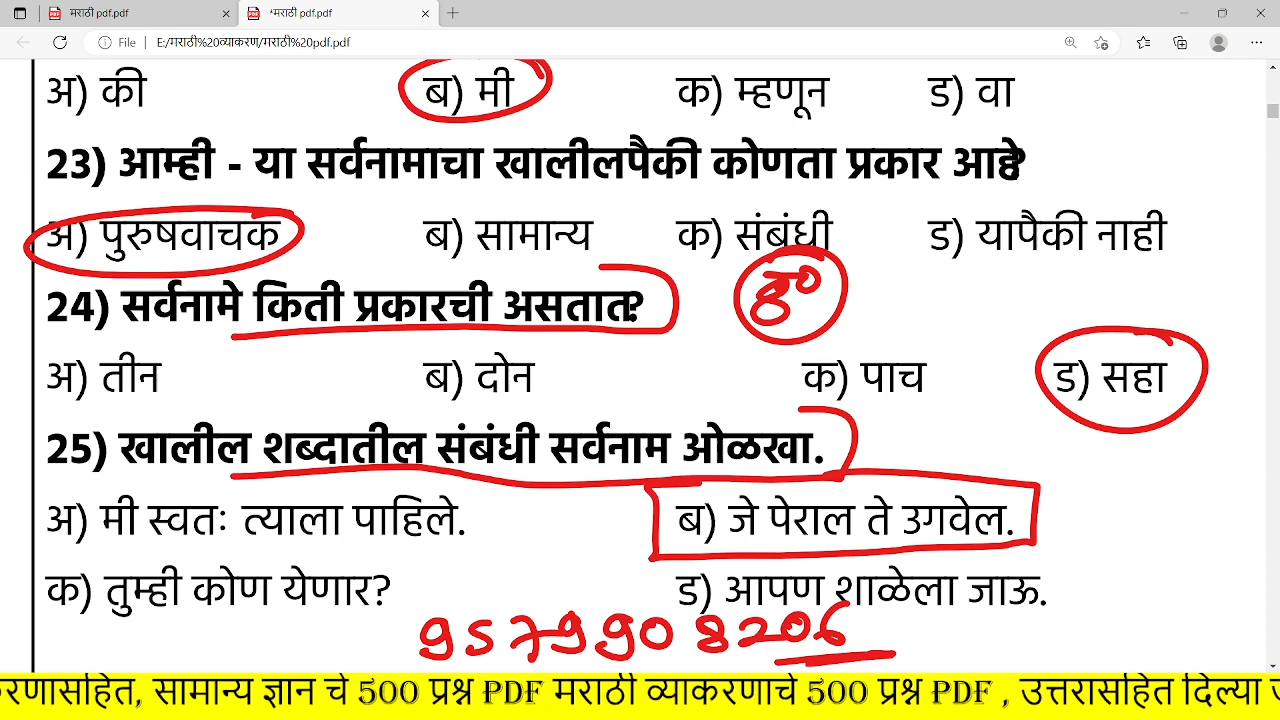 मराठी pdf.pdf
*मराठी pdf.pdf
File | E:/मराठी%20व्याकरण/मराठी%20pdf.pdf
अ) की ब) मी क) म्हणून ड) वा
23) आम्ही - या सर्वनामाचा खालीलपैकी कोणता प्रकार आहे?
अ) पुरुषवाचक ब) सामान्य क) संबंधी ड) यापैकी नाही
24) सर्वनामे किती प्रकारची असतात?
अ) तीन ब) दोन क) पाच ड) सहा
25) खालील शब्दातील संबंधी सर्वनाम ओळखा.
अ) मी स्वतः त्याला पाहिले. ब) जे पेराल ते उगवेल.
क) तुम्ही कोण येणार? ड) आपण शाळेला जाऊ.
9579908206
करणासहित, सामान्य ज्ञान चे 500 प्रश्न PDF मराठी व्याकरणाचे 500 प्रश्न PDF , उत्तरासहित दिल्या